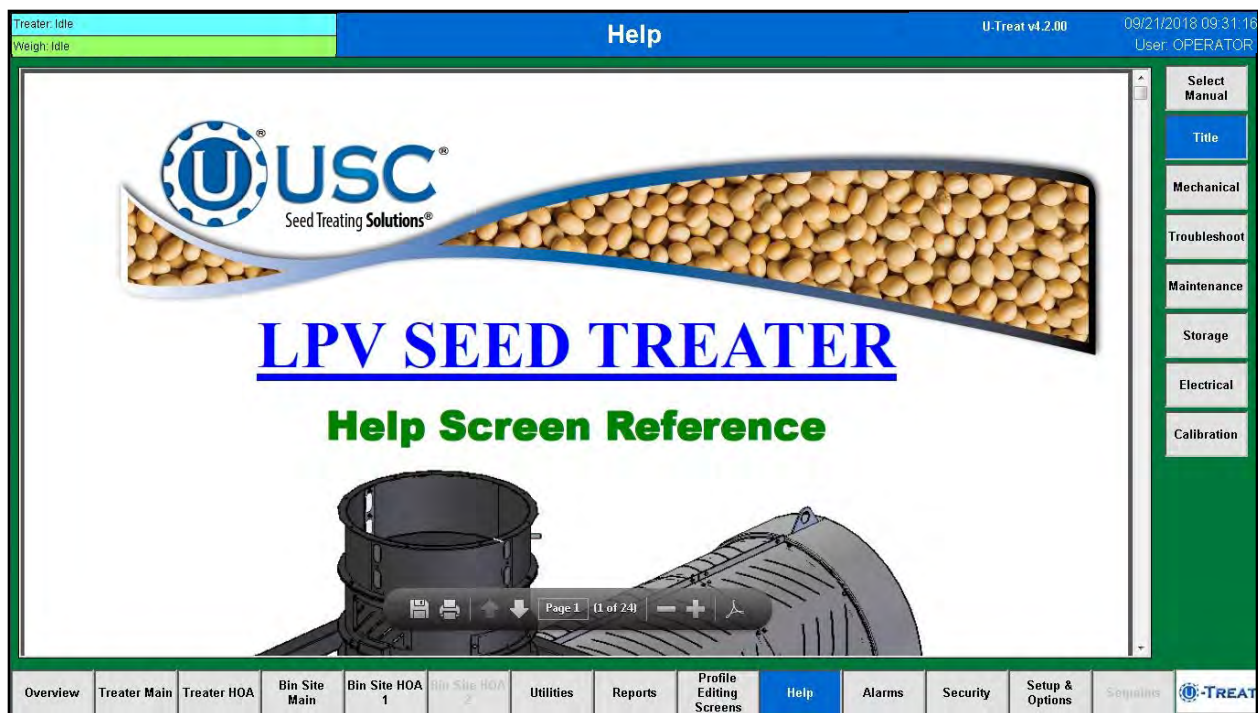 Treater: Idle
Weigh: Idle
Help
U-Treat v4.2.00
09/21/2018 09:31:16
User: OPERATOR
Select
Manual
Title
Mechanical
Troubleshoot
Maintenance
Storage
Electrical
Calibration
U® USC®
Seed Treating Solutions®
LPV SEED TREATER
Help Screen Reference
Page 1 (1 of 24)
Overview
Treater Main
Treater HOA
Bin Site
Main
Bin Site HOA
1
Bin Site HOA
2
Utilities
Reports
Profile
Editing
Screens
Help
Alarms
Security
Setup &
Options
U-TREAT